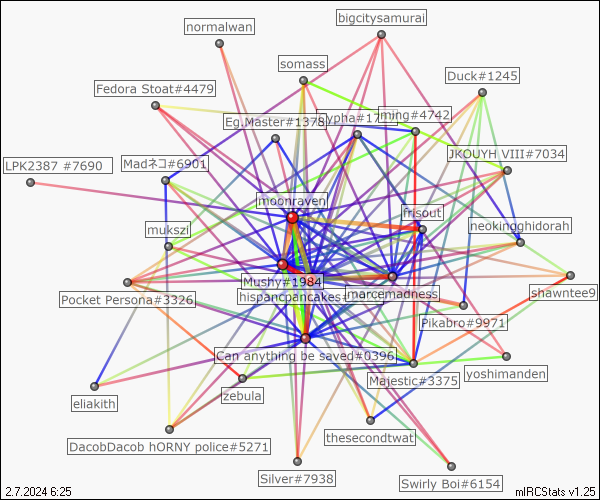 bigcitysamurai
normalwan
somass
Duck#1245
Fedora Stoat#4479
ming#4742
Eg.Master#1378
JKOUYH VIII#7034
LPK2387 #7690
Madネコ#6901
moonraven
frisout
neokingghidorah
mukszi
Mushy#1984
shawntee9
marcemadness
Pocket Persona#3326
Pikabro#9971
Can anything be saved#0396
yoshimanden
Majestic#3375
zebula
eliakith
thesecondtwat
DacobDacob hORNY police#5271
Silver#7938
Swirly Boi#6154
2.7.2024 6:25 mIRCStats v1.25